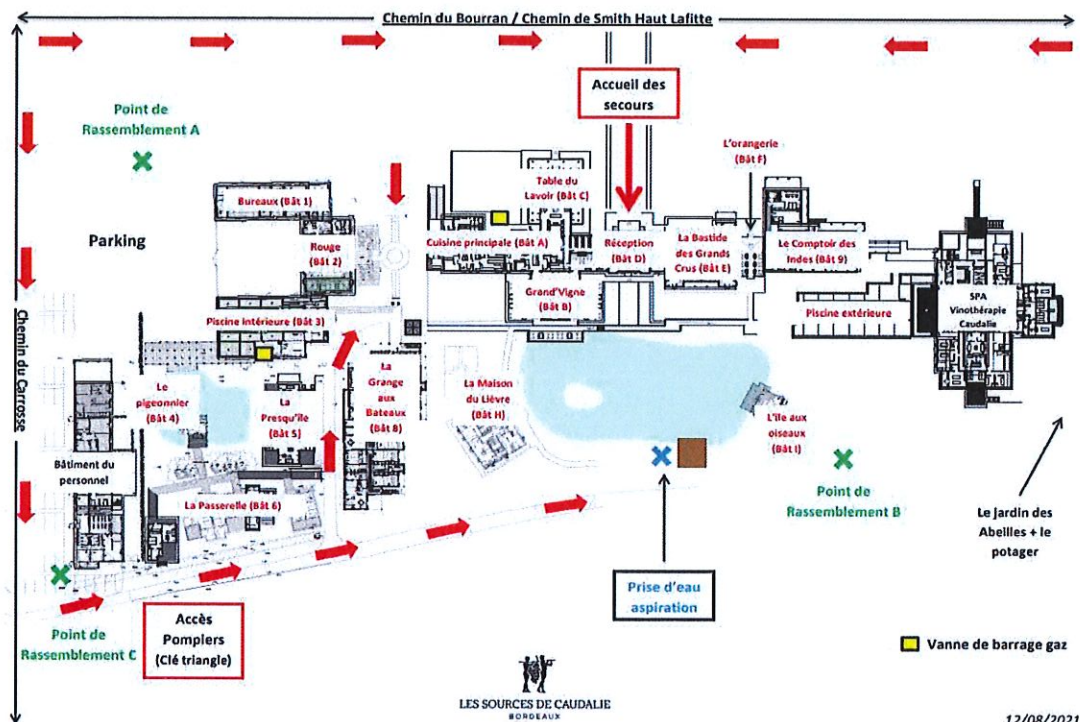 Chemin du Bourran / Chemin de Smith Haut Lafitte
Accueil des
secours
Point de
Rassemblement A
L'orangerie
(Bât F)
Table du
Lavoir (Bât C)
Bureaux (Bât 1)
Parking
Rouge
(Bât 2)
Cuisine principale (Bât A)
Réception
(Bât D)
La Bastide
des Grands
Crus (Bât E)
Le Comptoir des
Indes (Bât 9)
Grand'Vigne
(Bât B)
SPA
Vinothérapie
Caudalie
Piscine intérieure (Bât 3)
Piscine extérieure
Chemin du Carrosse
Le
pigeonnier
(Bât 4)
La
Presqu'île
(Bât 5)
La
Grange
aux
Bateaux
(Bât 8)
La Maison
du Lièvre
(Bât H)
L'île aux
oiseaux
(Bât I)
Bâtiment du
personnel
La Passerelle (Bât 6)
Point de
Rassemblement B
Le Jardin des
Abeilles + le
potager
Prise d'eau
aspiration
Accès
Pompiers
(Clé triangle)
Point de
Rassemblement C
Vanne de barrage gaz
LES SOURCES DE CAUDALIE
BORDEAUX
12/08/2021